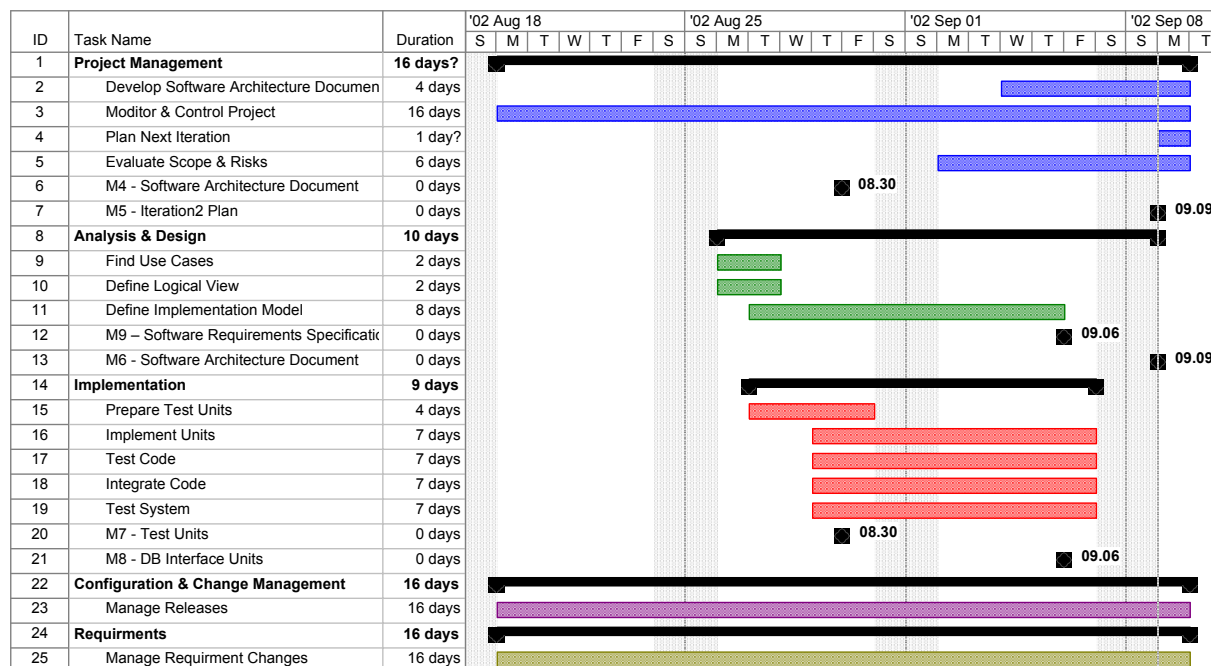 '02 Aug 18 '02 Aug 25 '02 Sep 01 '02 Sep 08
ID Task Name Duration S M T W T F S S M T W T F S S M T W T F S S M T
1 Project Management 16 days?
2 Develop Software Architecture Documen 4 days
3 Moditor & Control Project 16 days
4 Plan Next Iteration 1 day?
5 Evaluate Scope & Risks 6 days
6 M4 - Software Architecture Document 0 days 08.30
7 M5 - Iteration2 Plan 0 days 09.09
8 Analysis & Design 10 days
9 Find Use Cases 2 days
10 Define Logical View 2 days
11 Define Implementation Model 8 days
12 M9 – Software Requirements Specificatic 0 days 09.06
13 M6 - Software Architecture Document 0 days 09.09
14 Implementation 9 days
15 Prepare Test Units 4 days
16 Implement Units 7 days
17 Test Code 7 days
18 Integrate Code 7 days
19 Test System 7 days
20 M7 - Test Units 0 days 08.30
21 M8 - DB Interface Units 0 days 09.06
22 Configuration & Change Management 16 days
23 Manage Releases 16 days
24 Requirments 16 days
25 Manage Requirment Changes 16 days